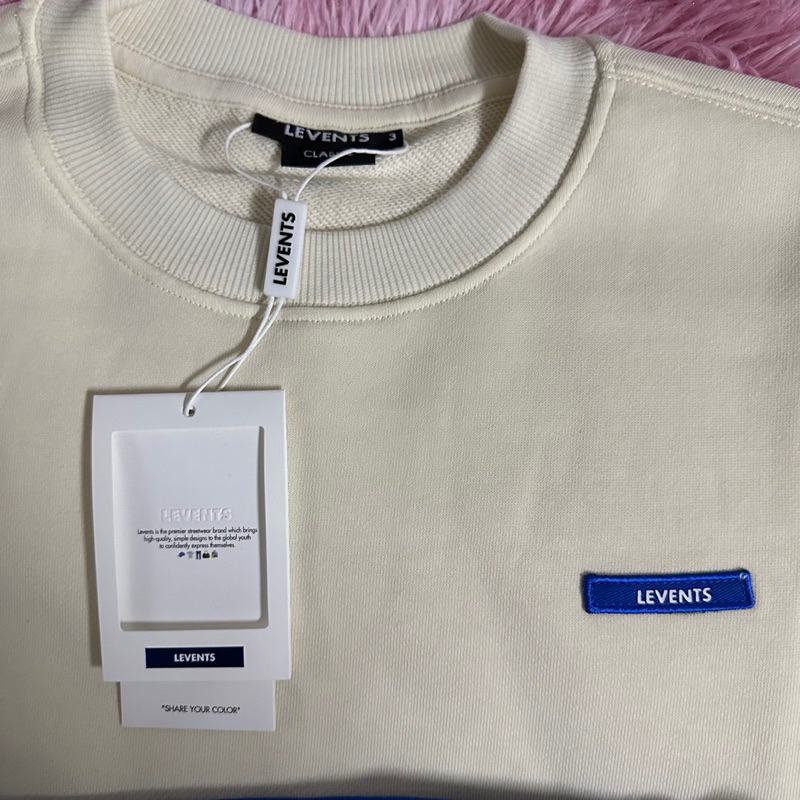 LEVENTS 3
LEVENTS
LEVENTS
Levents is the premier streetwear brand which brings
high-quality, simple designs to the global youth
to confidently express themselves.
LEVENTS
LEVENTS
"SHARE YOUR COLOR"